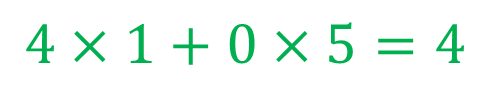 4 × 1 + 0 × 5 = 4